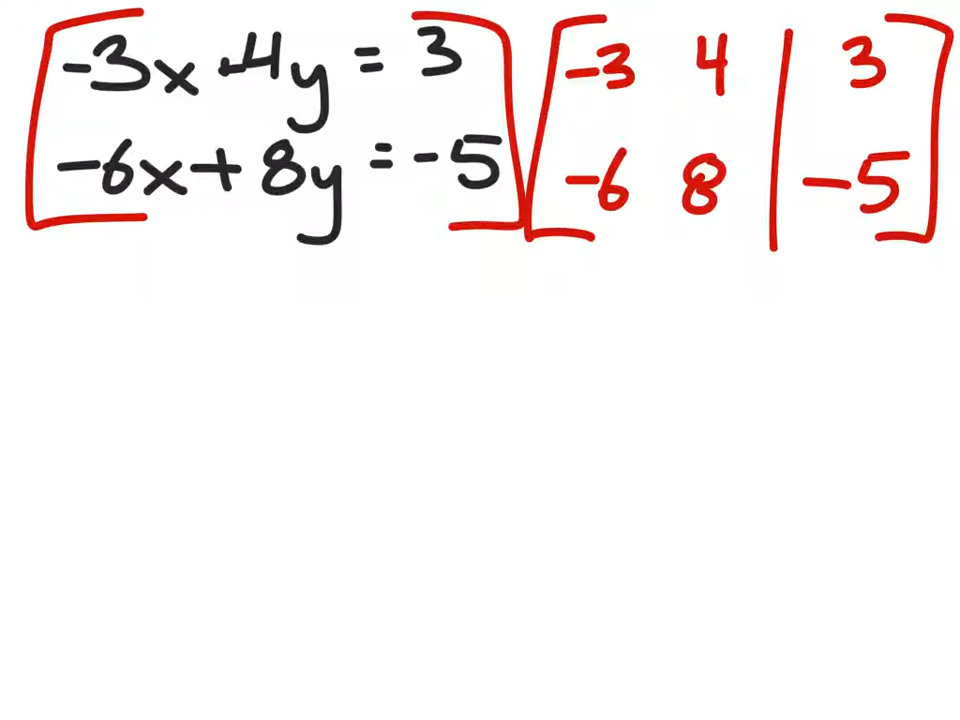 -3x+4y = 3
-6x+8y = -5
-3 4 | 3
-6 8 | -5